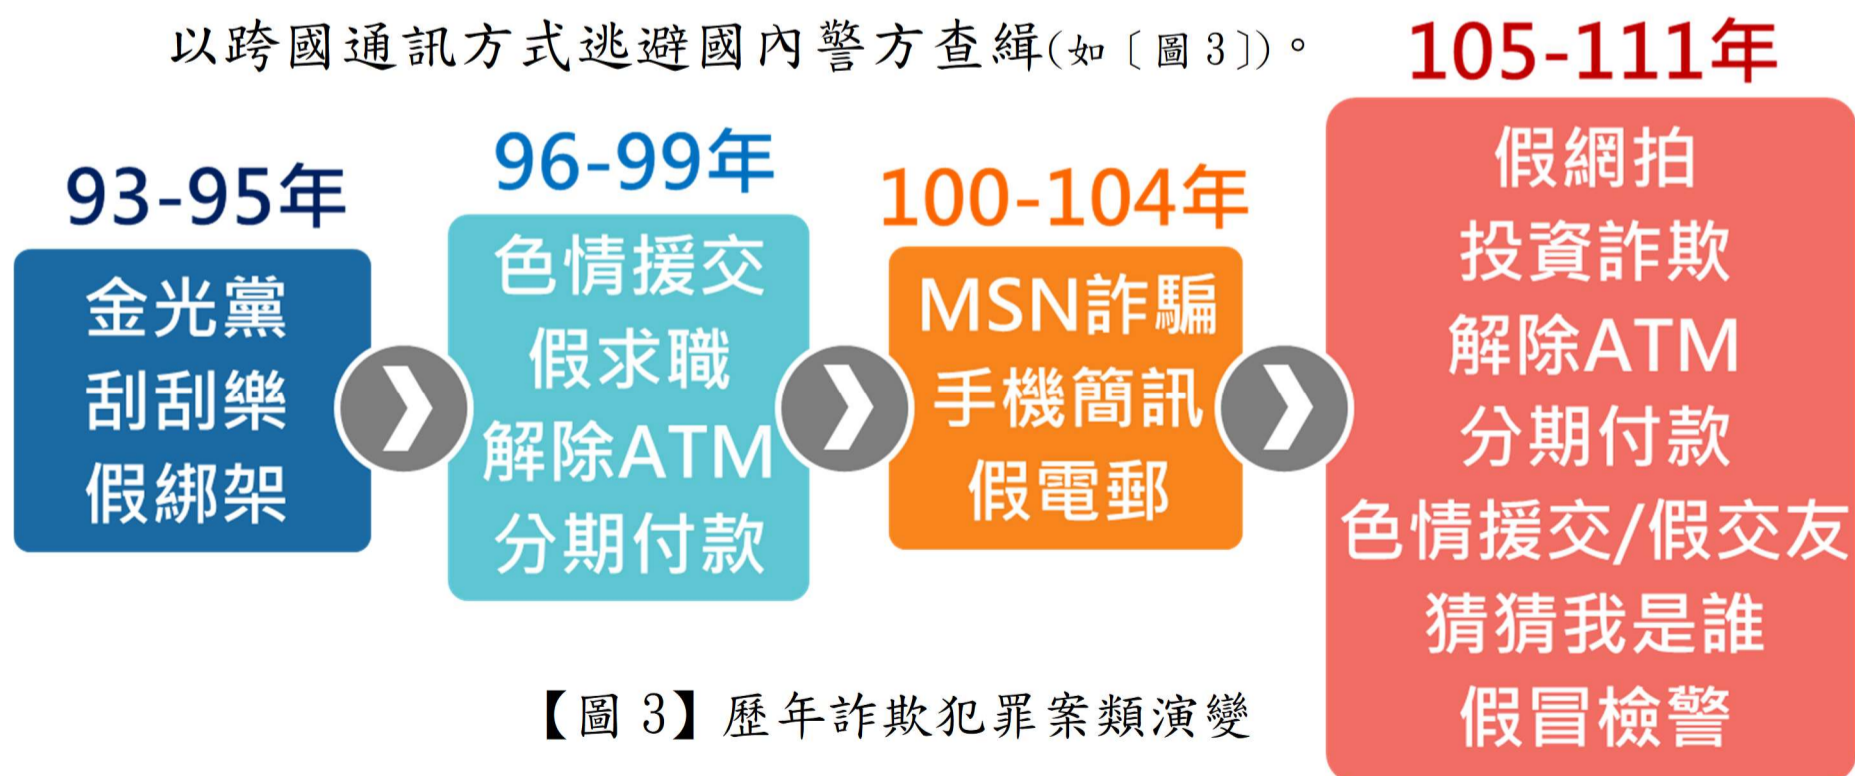 以跨國通訊方式逃避國內警方查緝(如〔圖 3〕)。
93-95年
金光黨
刮刮樂
假綁架
96-99年
色情援交
假求職
解除ATM
分期付款
100-104年
MSN詐騙
手機簡訊
假電郵
105-111年
假網拍
投資詐欺
解除ATM
分期付款
色情援交/假交友
猜猜我是誰
假冒檢警
【圖 3】歷年詐欺犯罪案類演變